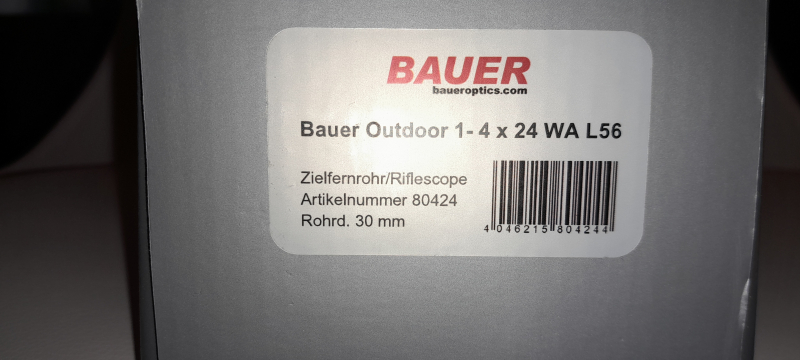 BAUER
baueroptics.com
Bauer Outdoor 1- 4 x 24 WA L56
Zielfernrohr/Riflescope
Artikelnummer 80424
Rohrd. 30 mm
4 046215 804244